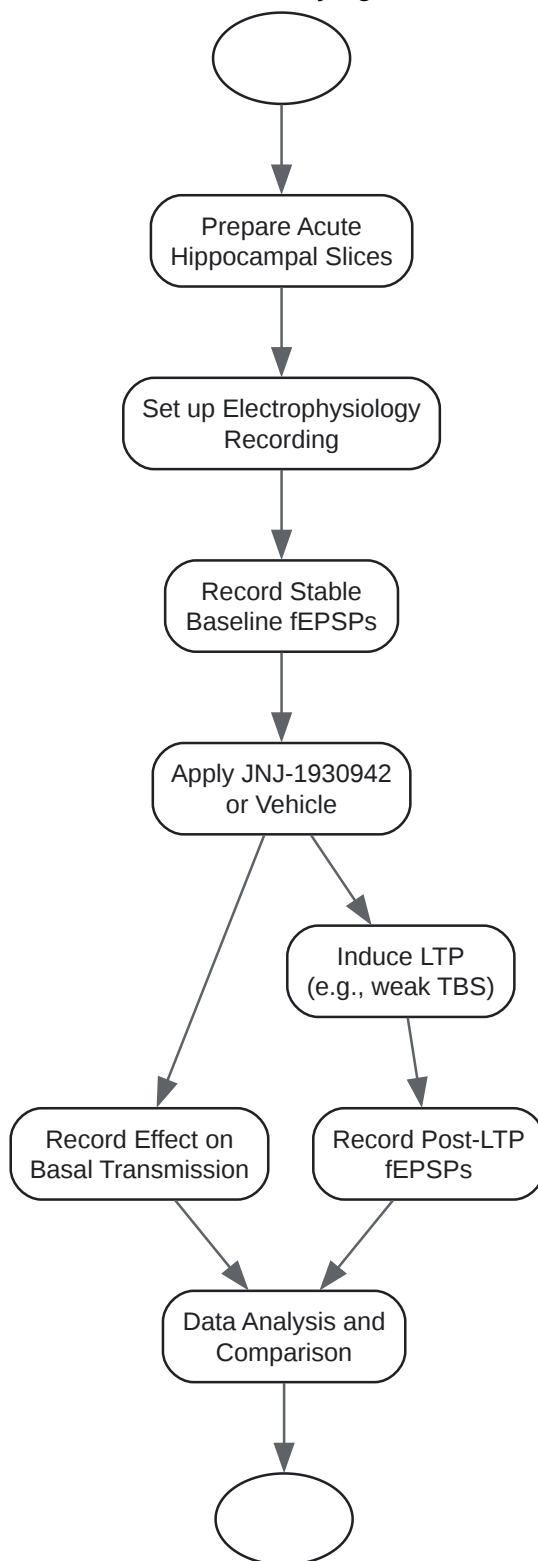 Prepare Acute
Hippocampal Slices
Set up Electrophysiology
Recording
Record Stable
Baseline fEPSPs
Apply JNJ-1930942
or Vehicle
Induce LTP
(e.g., weak TBS)
Record Effect on
Basal Transmission
Record Post-LTP
fEPSPs
Data Analysis and
Comparison